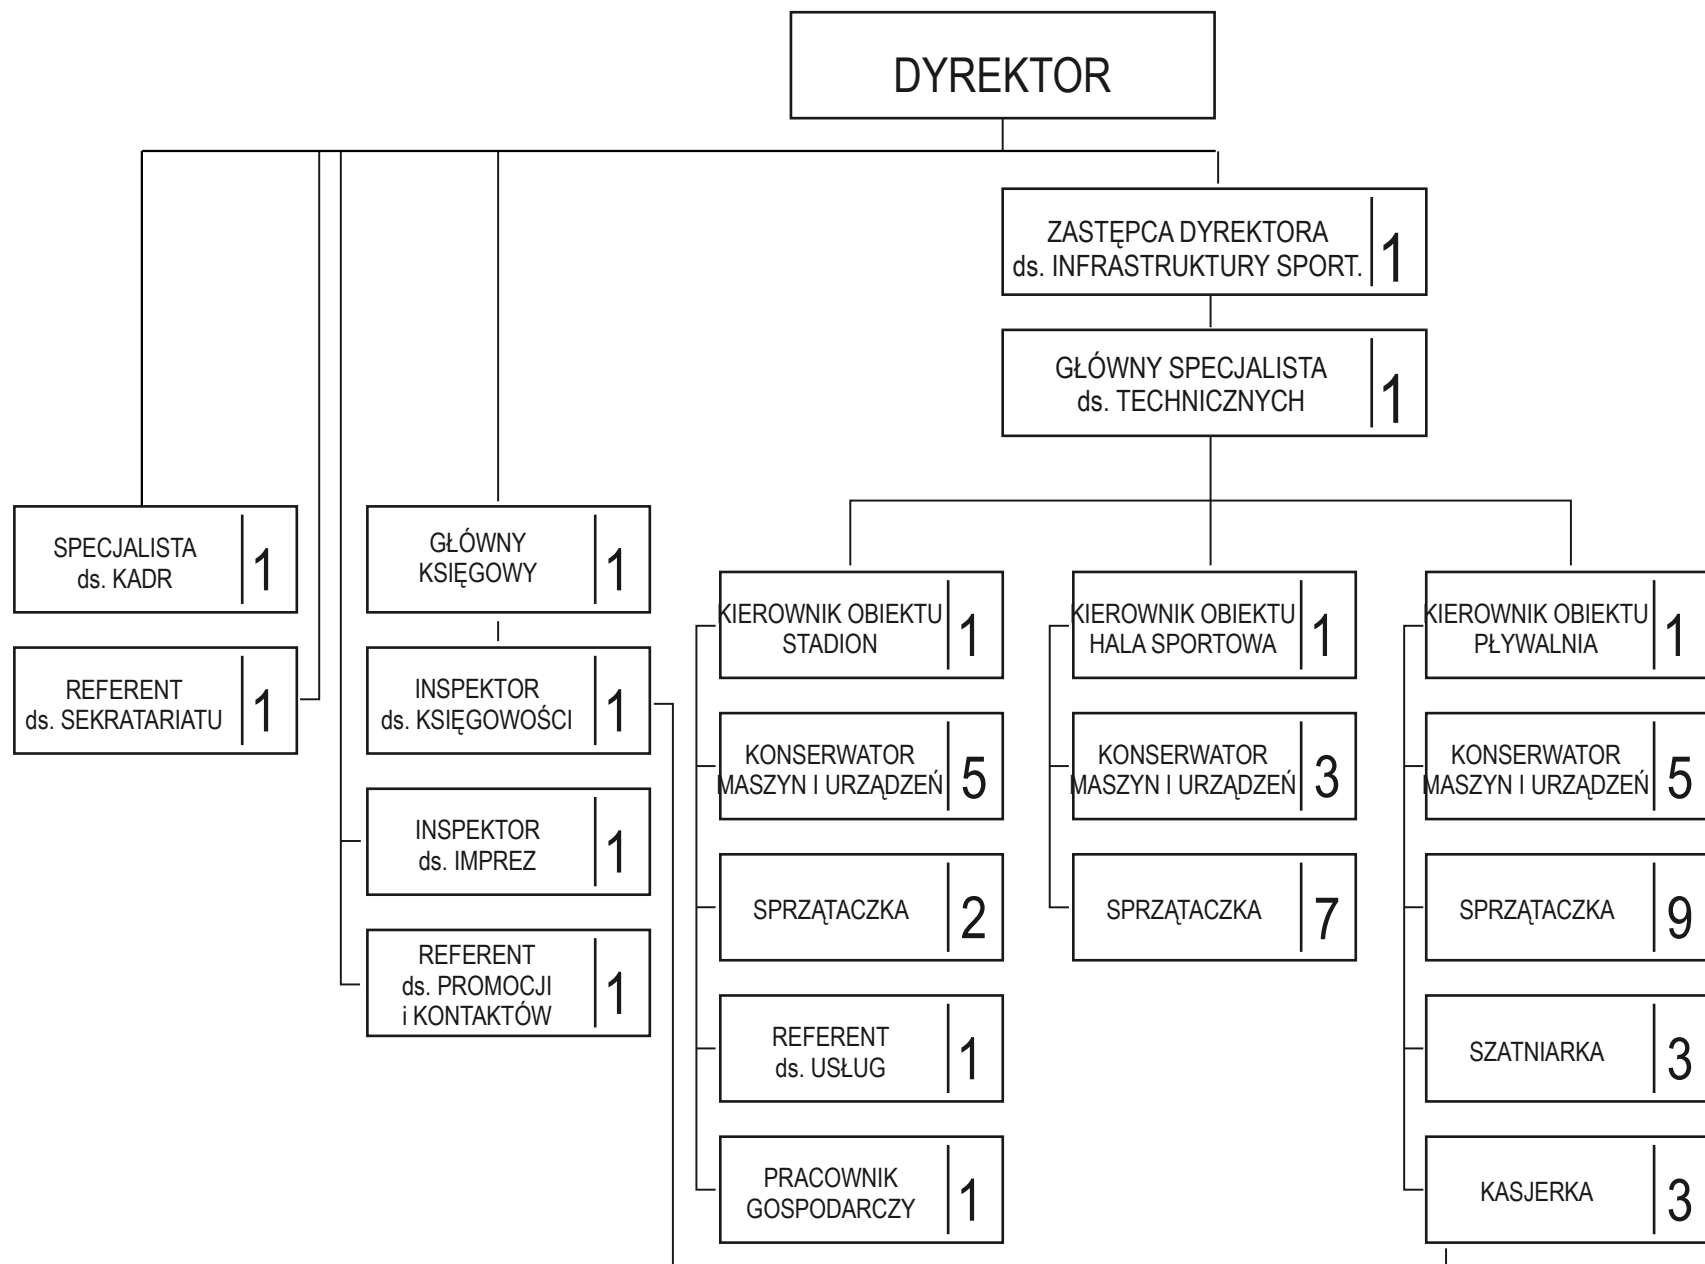 DYREKTOR
ZASTĘPCA DYREKTORA
ds. INFRASTRUKTURY SPORT.
1
GŁÓWNY SPECJALISTA
ds. TECHNICZNYCH
1
SPECJALISTA
ds. KADR
1
REFERENT
ds. SEKRATARIATU
1
GŁÓWNY
KSIĘGOWY
1
INSPEKTOR
ds. KSIĘGOWOŚCI
1
INSPEKTOR
ds. IMPREZ
1
REFERENT
ds. PROMOCJI
i KONTAKTÓW
1
KIEROWNIK OBIEKTU
STADION
1
KONSERWATOR
MASZYN I URZĄDZEŃ
5
SPRZĄTACZKA
2
REFERENT
ds. USŁUG
1
PRACOWNIK
GOSPODARCZY
1
KIEROWNIK OBIEKTU
HALA SPORTOWA
1
KONSERWATOR
MASZYN I URZĄDZEŃ
3
SPRZĄTACZKA
7
KIEROWNIK OBIEKTU
PŁYWALNIA
1
KONSERWATOR
MASZYN I URZĄDZEŃ
5
SPRZĄTACZKA
9
SZATNIARKA
3
KASJERKA
3